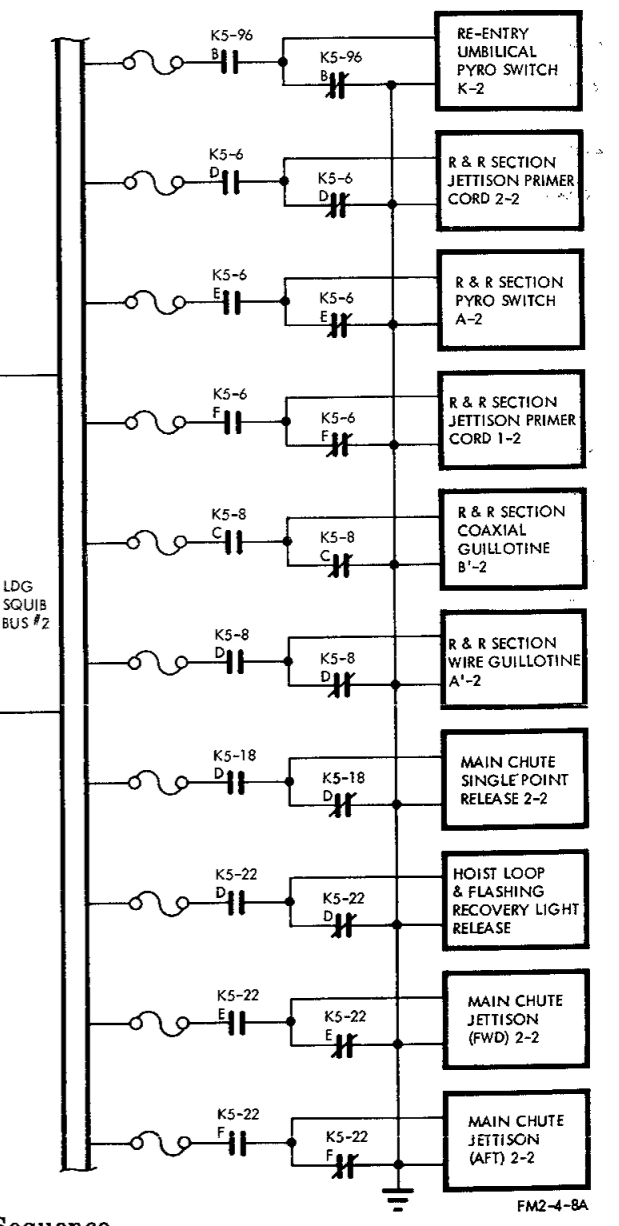 K5-96
B
K5-96
B
RE-ENTRY
UMBILICAL
PYRO SWITCH
K-2
K5-6
D
K5-6
D
R & R SECTION
JETTISON PRIMER
CORD 2-2
K5-6
E
K5-6
E
R & R SECTION
PYRO SWITCH
A-2
K5-6
F
K5-6
F
R & R SECTION
JETTISON PRIMER
CORD 1-2
K5-8
C
K5-8
C
R & R SECTION
COAXIAL
GUILLOTINE
B'-2
LDG
SQUIB
BUS #2
K5-8
D
K5-8
D
R & R SECTION
WIRE GUILLOTINE
A'-2
K5-18
D
K5-18
D
MAIN CHUTE
SINGLE POINT
RELEASE 2-2
K5-22
D
K5-22
D
HOIST LOOP
& FLASHING
RECOVERY LIGHT
RELEASE
K5-22
E
K5-22
E
MAIN CHUTE
JETTISON
(FWD) 2-2
K5-22
F
K5-22
F
MAIN CHUTE
JETTISON
(AFT) 2-2
FM2-4-8A